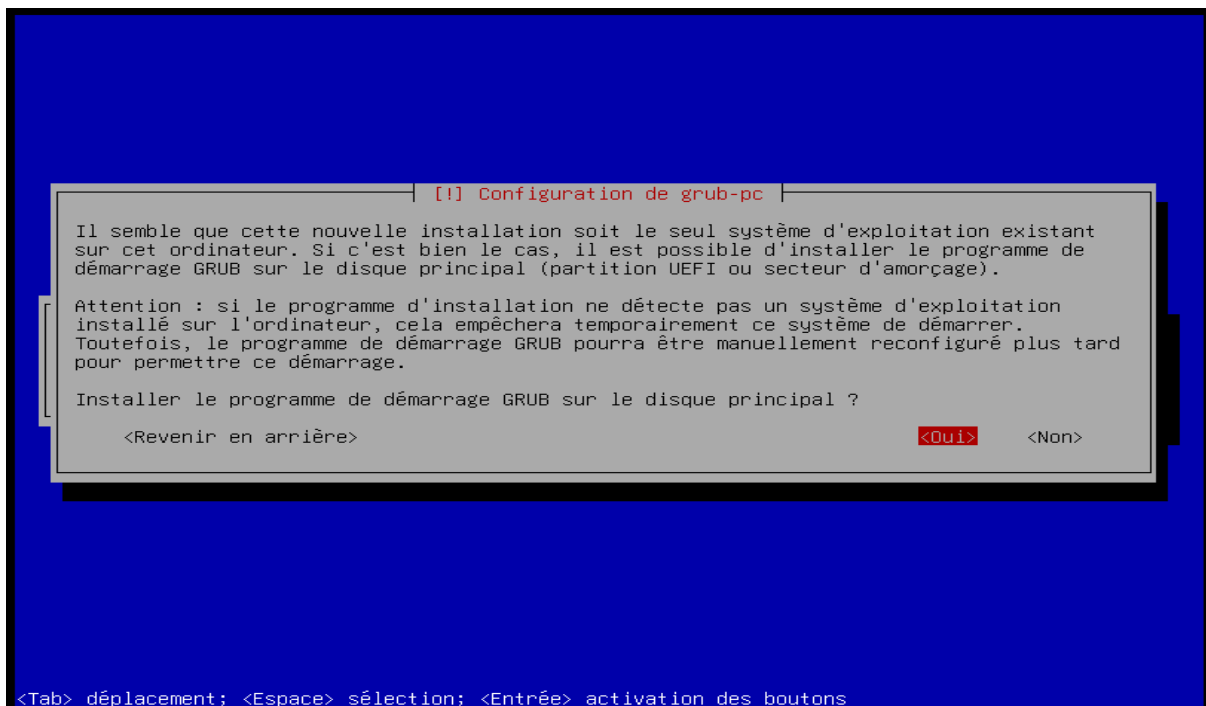 [!] Configuration de grub-pc
Il semble que cette nouvelle installation soit le seul système d'exploitation existant
sur cet ordinateur. Si c'est bien le cas, il est possible d'installer le programme de
démarrage GRUB sur le disque principal (partition UEFI ou secteur d'amorçage).
Attention : si le programme d'installation ne détecte pas un système d'exploitation
installé sur l'ordinateur, cela empêchera temporairement ce système de démarrer.
Toutefois, le programme de démarrage GRUB pourra être manuellement reconfiguré plus tard
pour permettre ce démarrage.
Installer le programme de démarrage GRUB sur le disque principal ?
<Revenir en arrière> <Oui> <Non>
<Tab> déplacement; <Espace> sélection; <Entrée> activation des boutons